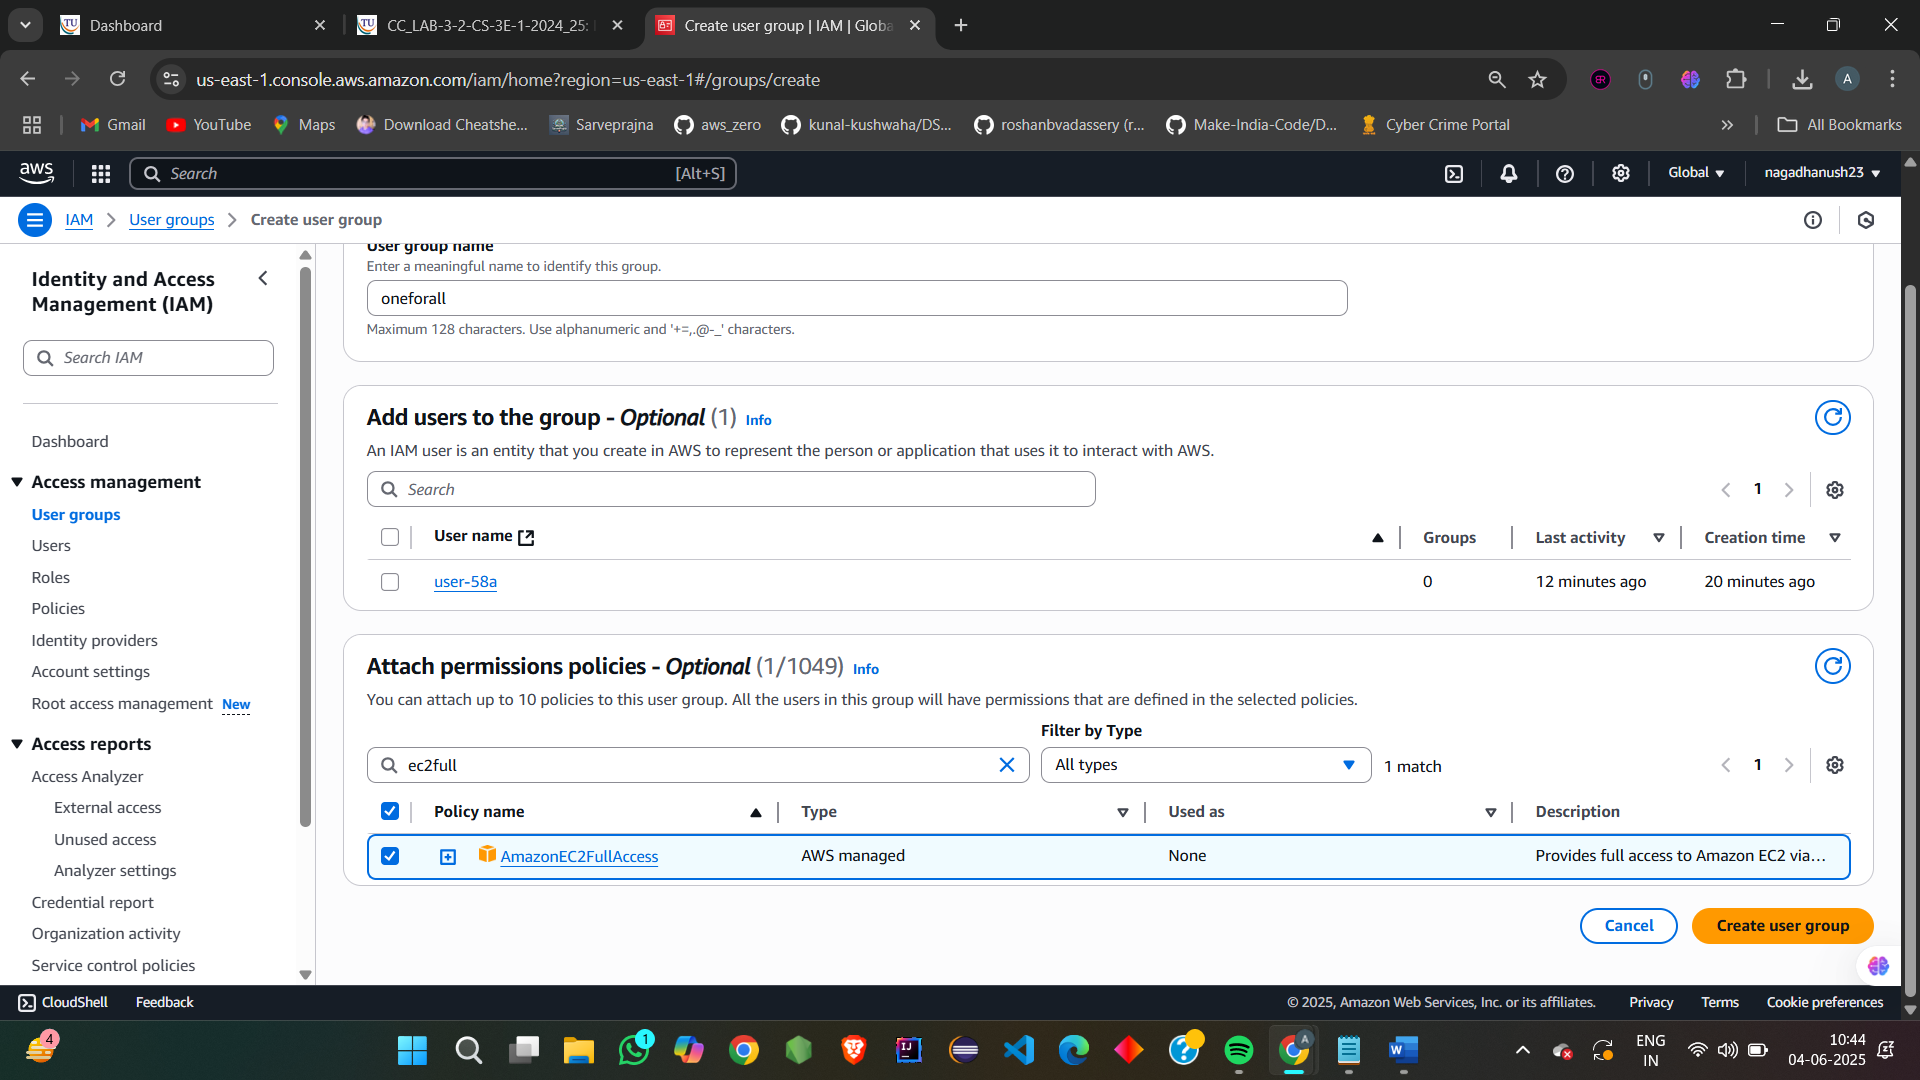 Dashboard
CC_LAB-3-2-CS-3E-1-2024_25:
Create user group | IAM | Globa
us-east-1.console.aws.amazon.com/iam/home?region=us-east-1#/groups/create
A
Gmail
YouTube
Maps
Download Cheatshe...
Sarveprajna
aws_zero
kunal-kushwaha/DS...
roshanbvadassery (r...
Make-India-Code/D...
Cyber Crime Portal
All Bookmarks
aws
Search
[Alt+S]
Global
nagadhanush23
IAM
User groups
Create user group
Identity and Access Management (IAM)
Search IAM
Dashboard
Access management
User groups
Users
Roles
Policies
Identity providers
Account settings
Root access management New
Access reports
Access Analyzer
External access
Unused access
Analyzer settings
Credential report
Organization activity
Service control policies
User group name
Enter a meaningful name to identify this group.
oneforall
Maximum 128 characters. Use alphanumeric and '+=,.@-_' characters.
Add users to the group - Optional (1) Info
An IAM user is an entity that you create in AWS to represent the person or application that uses it to interact with AWS.
Search
1
User name
Groups
Last activity
Creation time
user-58a
0
12 minutes ago
20 minutes ago
Attach permissions policies - Optional (1/1049) Info
You can attach up to 10 policies to this user group. All the users in this group will have permissions that are defined in the selected policies.
Filter by Type
ec2full
All types
1 match
1
Policy name
Type
Used as
Description
AmazonEC2FullAccess
AWS managed
None
Provides full access to Amazon EC2 via…
Cancel
Create user group
CloudShell
Feedback
© 2025, Amazon Web Services, Inc. or its affiliates.
Privacy
Terms
Cookie preferences
4
1
A
ENG
IN
10:44
04-06-2025